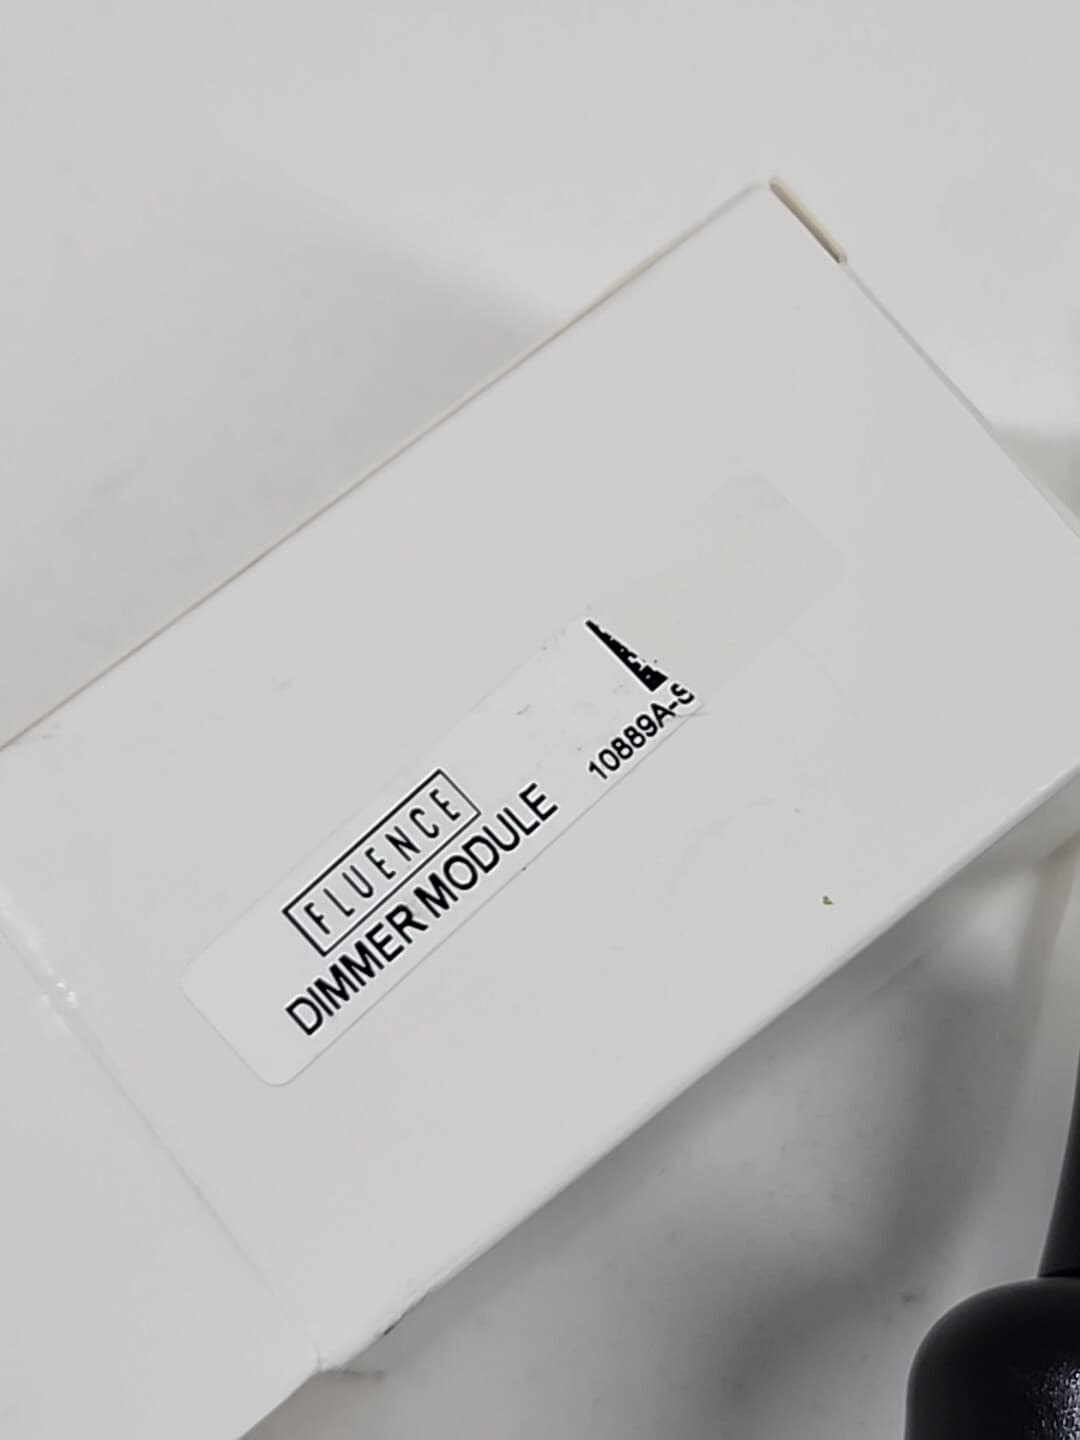 FLUENCE
DIMMER MODULE
10889A-S